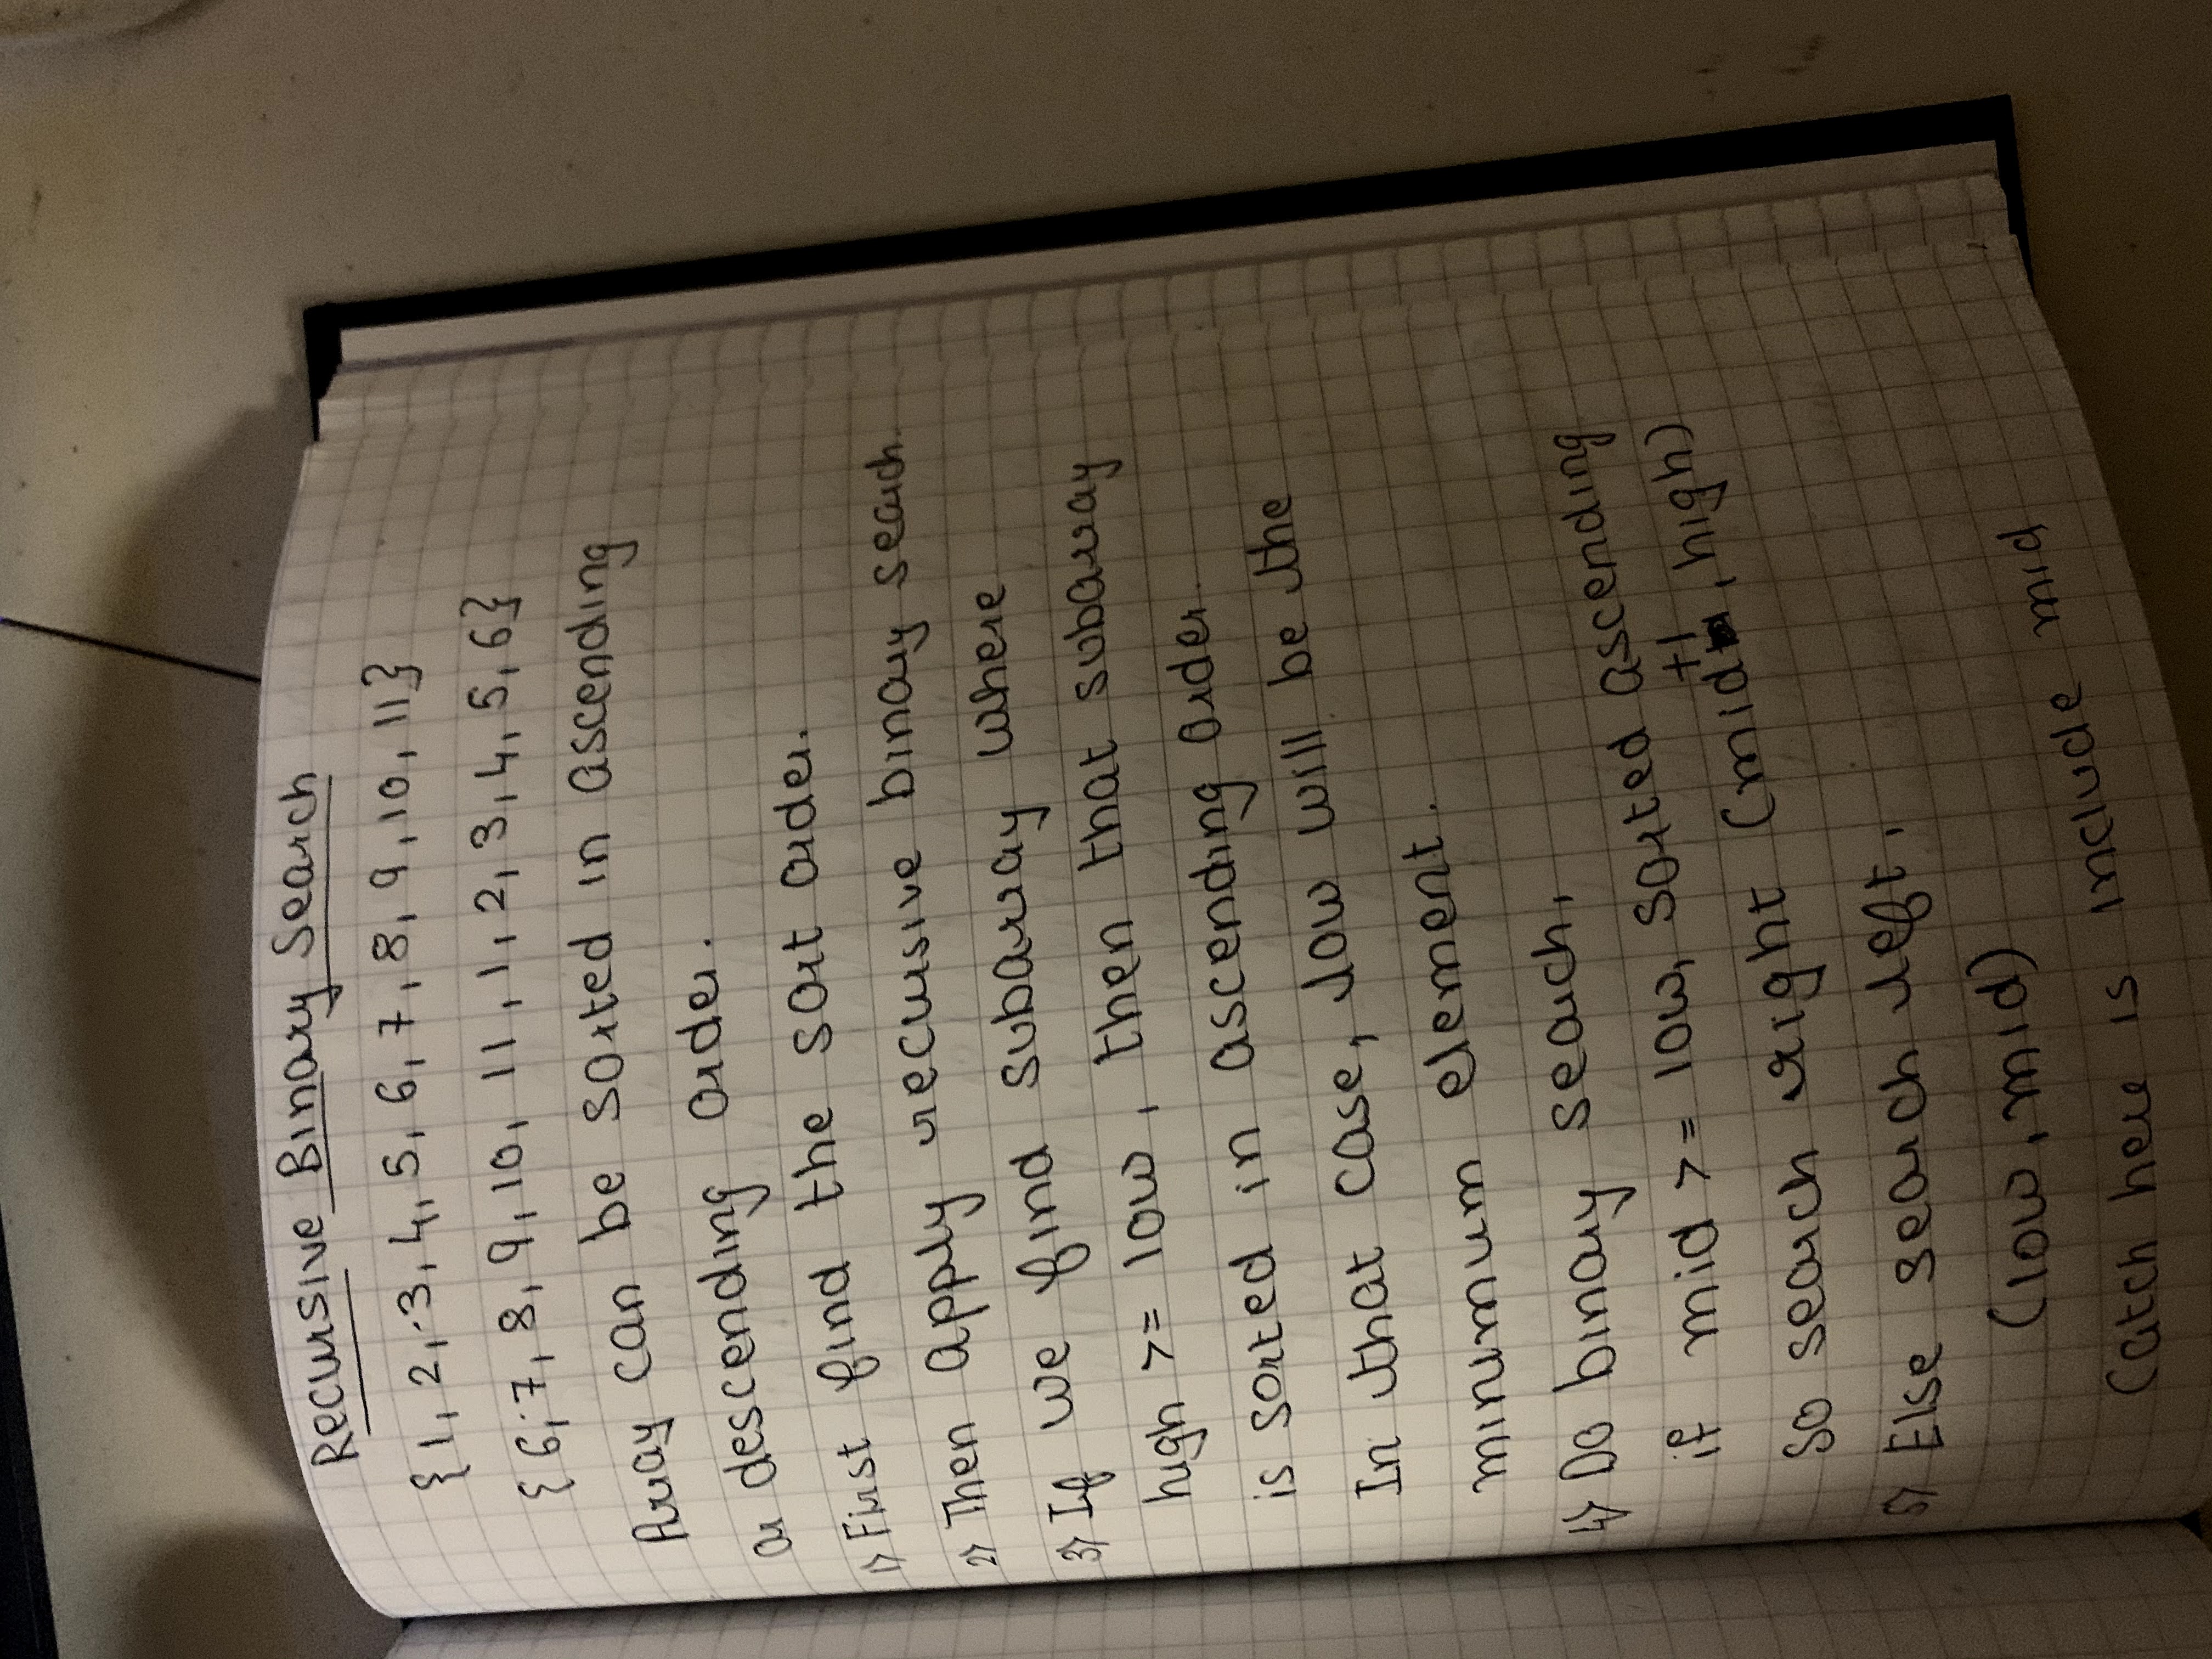 Recursive Binary Search
{1, 2, 3, 4, 5, 6, 7, 8, 9, 10, 11}
{6, 7, 8, 9, 10, 11, 1, 2, 3, 4, 5, 6}
Array can be sorted in ascending
or descending order.
1) First find the sort order.
2) Then apply recursive binary search.
3) If we find subarray where
high >= low, then that subarray
is sorted in ascending order.
In that case, low will be the
minimum element.
4) Do binary search,
if mid >= low, sorted ascending
So search right (mid+1, high)
5) Else search left,
(low, mid)
Catch here is include mid